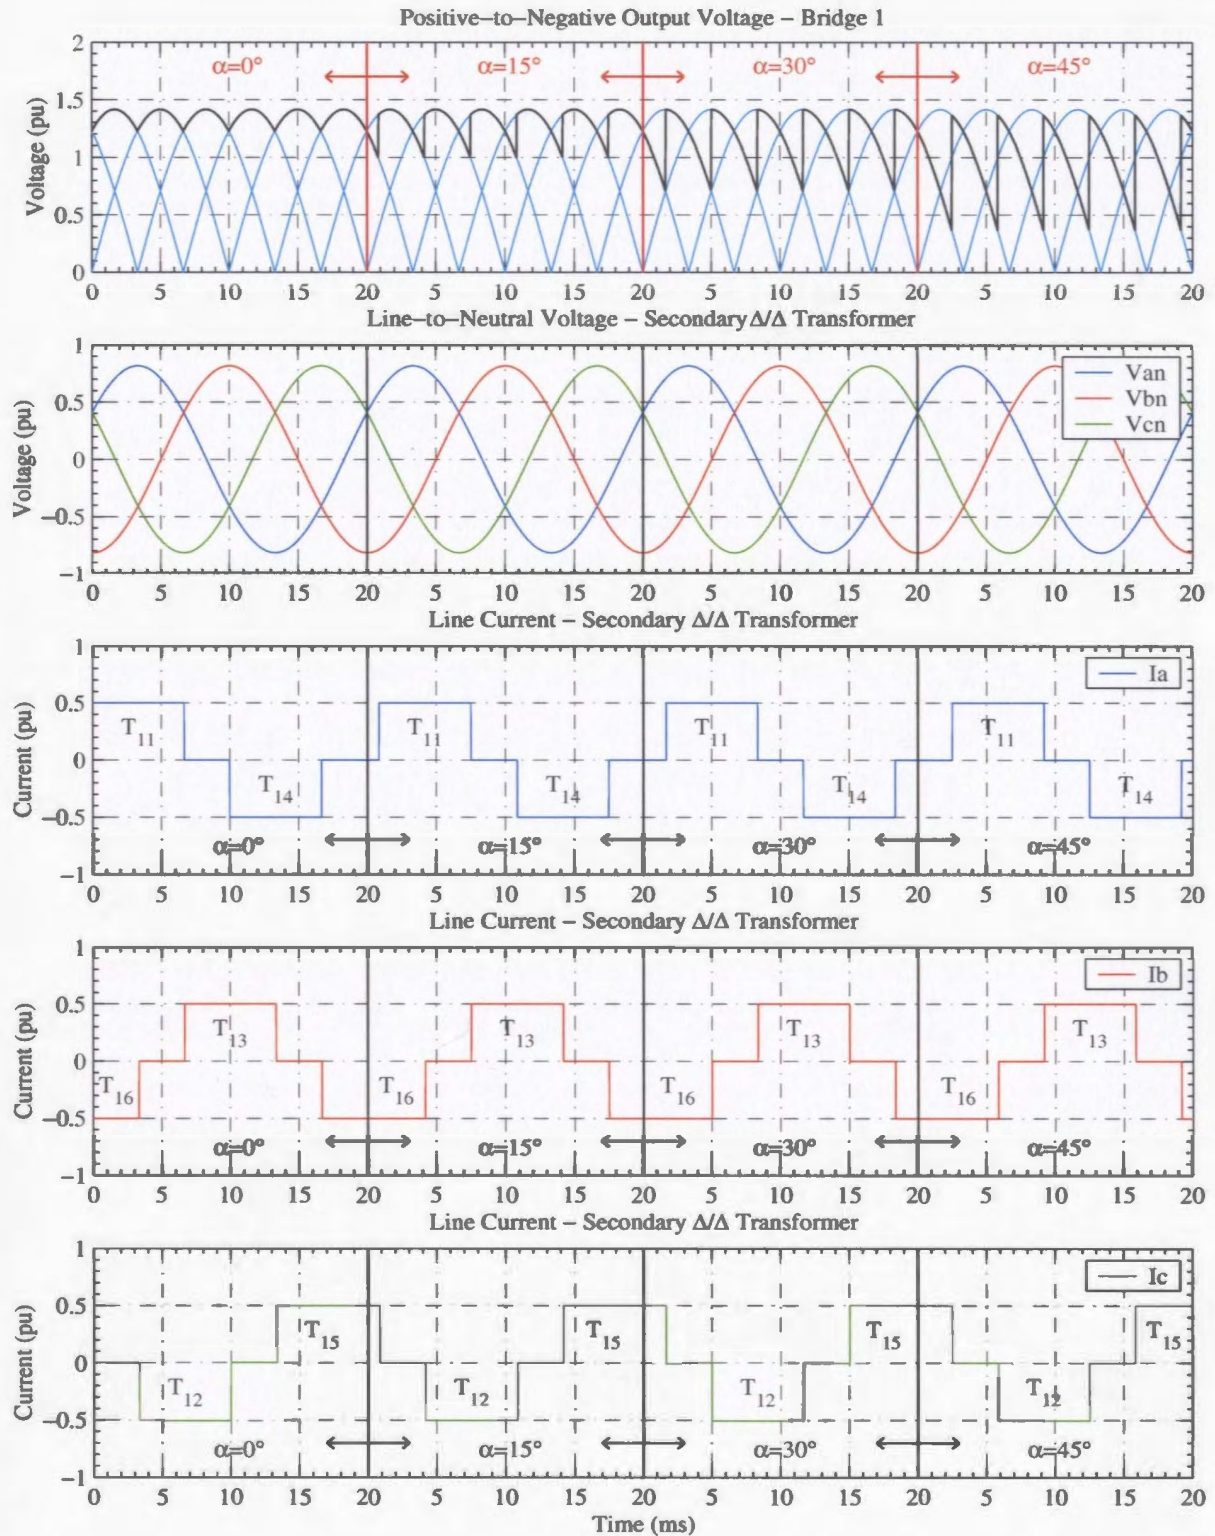 Positive–to–Negative Output Voltage – Bridge 1
2
1.5
1
0.5
0
Voltage (pu)
α=0°
α=15°
α=30°
α=45°
0 5 10 15 20 5 10 15 20 5 10 15 20 5 10 15 20
Line–to–Neutral Voltage – Secondary Δ/Δ Transformer
1
0.5
0
−0.5
−1
Voltage (pu)
Van
Vbn
Vcn
0 5 10 15 20 5 10 15 20 5 10 15 20 5 10 15 20
Line Current – Secondary Δ/Δ Transformer
1
0.5
0
−0.5
−1
Current (pu)
Ia
T11 T11 T11 T11
T14 T14 T14 T14
α=0° α=15° α=30° α=45°
0 5 10 15 20 5 10 15 20 5 10 15 20 5 10 15 20
Line Current – Secondary Δ/Δ Transformer
1
0.5
0
−0.5
−1
Current (pu)
Ib
T13 T13 T13 T13
T16 T16 T16 T16
α=0° α=15° α=30° α=45°
0 5 10 15 20 5 10 15 20 5 10 15 20 5 10 15 20
Line Current – Secondary Δ/Δ Transformer
1
0.5
0
−0.5
−1
Current (pu)
Ic
T15 T15 T15 T15
T12 T12 T12 T12
α=0° α=15° α=30° α=45°
0 5 10 15 20 5 10 15 20 5 10 15 20 5 10 15 20
Time (ms)